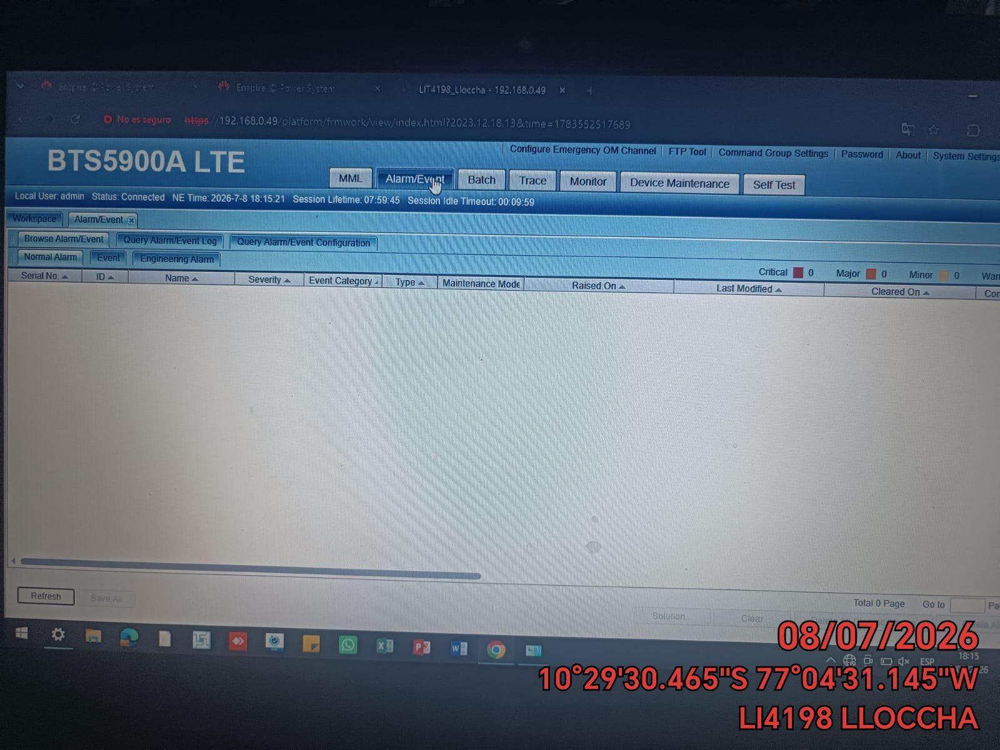 LIT4198_Lloccha - 192.168.0.49
No es seguro https://192.168.0.49/platform/frmwork/view/index.html?2023.12.18.13&time=1783552517689
BTS5900A LTE
Configure Emergency OM Channel FTP Tool Command Group Settings Password About System Settings
MML Alarm/Event Batch Trace Monitor Device Maintenance Self Test
Local User: admin Status: Connected NE Time: 2026-7-8 18:15:21 Session Lifetime: 07:59:45 Session Idle Timeout: 00:09:59
Workspace Alarm/Event
Browse Alarm/Event Query Alarm/Event Log Query Alarm/Event Configuration
Normal Alarm Event Engineering Alarm
Critical 0 Major 0 Minor 0 War
Serial No. ID Name Severity Event Category Type Maintenance Mode Raised On Last Modified Cleared On Cor
Refresh Save All
Total 0 Page Go to Pa
Solution... Clear
ESP 18:15
08/07/2026
10°29'30.465"S 77°04'31.145"W
LI4198 LLOCCHA